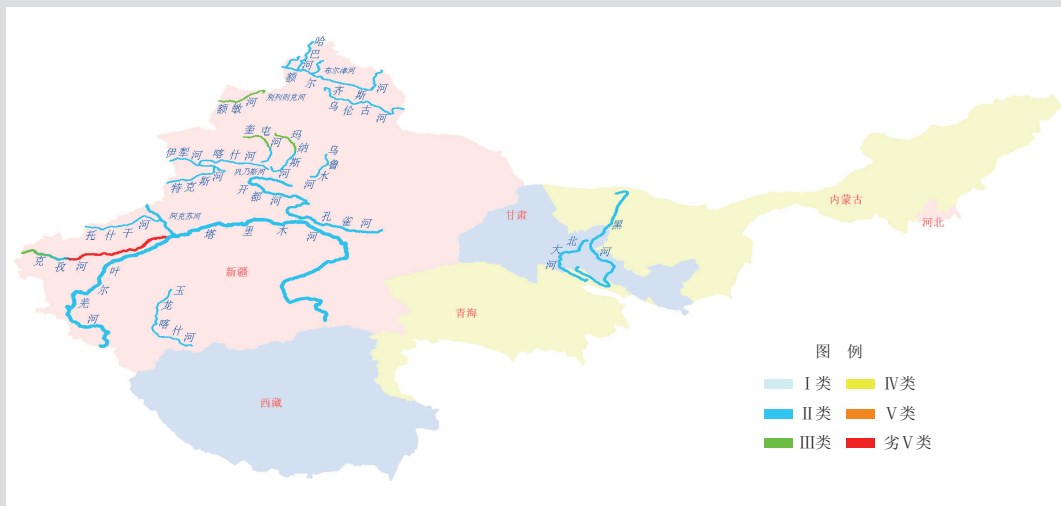 哈巴河
布尔津河
额尔齐斯河
乌伦古河
别列则克河
额敏河
奎屯河
玛纳斯河
乌鲁木河
伊犁河
喀什河
巩乃斯河
特克斯河
开都河
孔雀河
阿克苏河
托什干河
塔里木河
克孜河
叶尔羌河
玉龙喀什河
新疆
西藏
青海
甘肃
内蒙古
河北
黑河
北大河
图 例
Ⅰ类
Ⅳ类
Ⅱ类
Ⅴ类
Ⅲ类
劣Ⅴ类